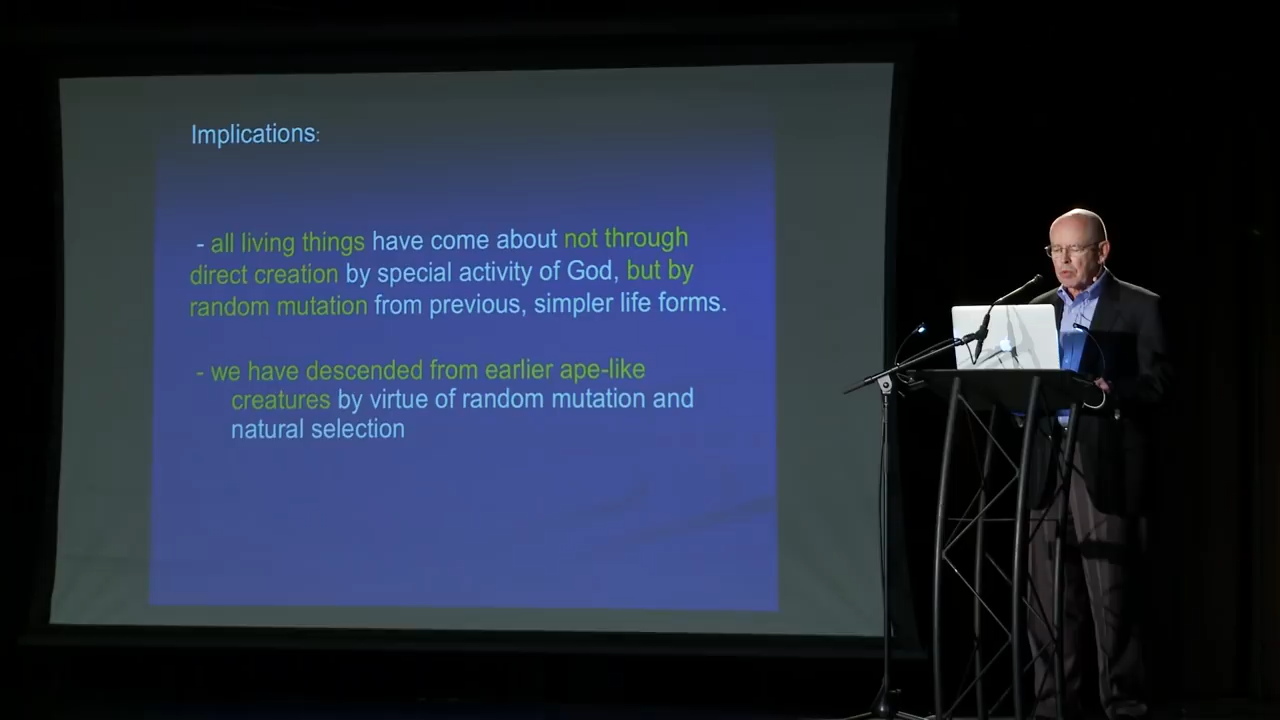 Implications:
- all living things have come about not through
direct creation by special activity of God, but by
random mutation from previous, simpler life forms.
- we have descended from earlier ape-like
creatures by virtue of random mutation and
natural selection